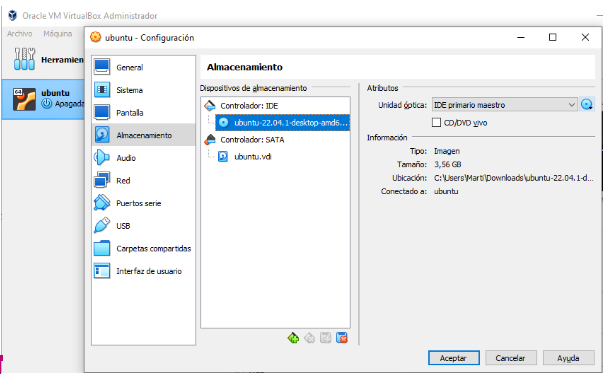 Oracle VM VirtualBox Administrador
Archivo Máquina
Herramien
ubuntu
Apagada
ubuntu - Configuración
General
Sistema
Pantalla
Almacenamiento
Audio
Red
Puertos serie
USB
Carpetas compartidas
Interfaz de usuario
Almacenamiento
Dispositivos de almacenamiento
Controlador: IDE
ubuntu-22.04.1-desktop-amd6...
Controlador: SATA
ubuntu.vdi
Atributos
Unidad óptica: IDE primario maestro
CD/DVD vivo
Información
Tipo: Imagen
Tamaño: 3,56 GB
Ubicación: C:\Users\Marti\Downloads\ubuntu-22.04.1-d...
Conectado a: ubuntu
Aceptar Cancelar Ayuda